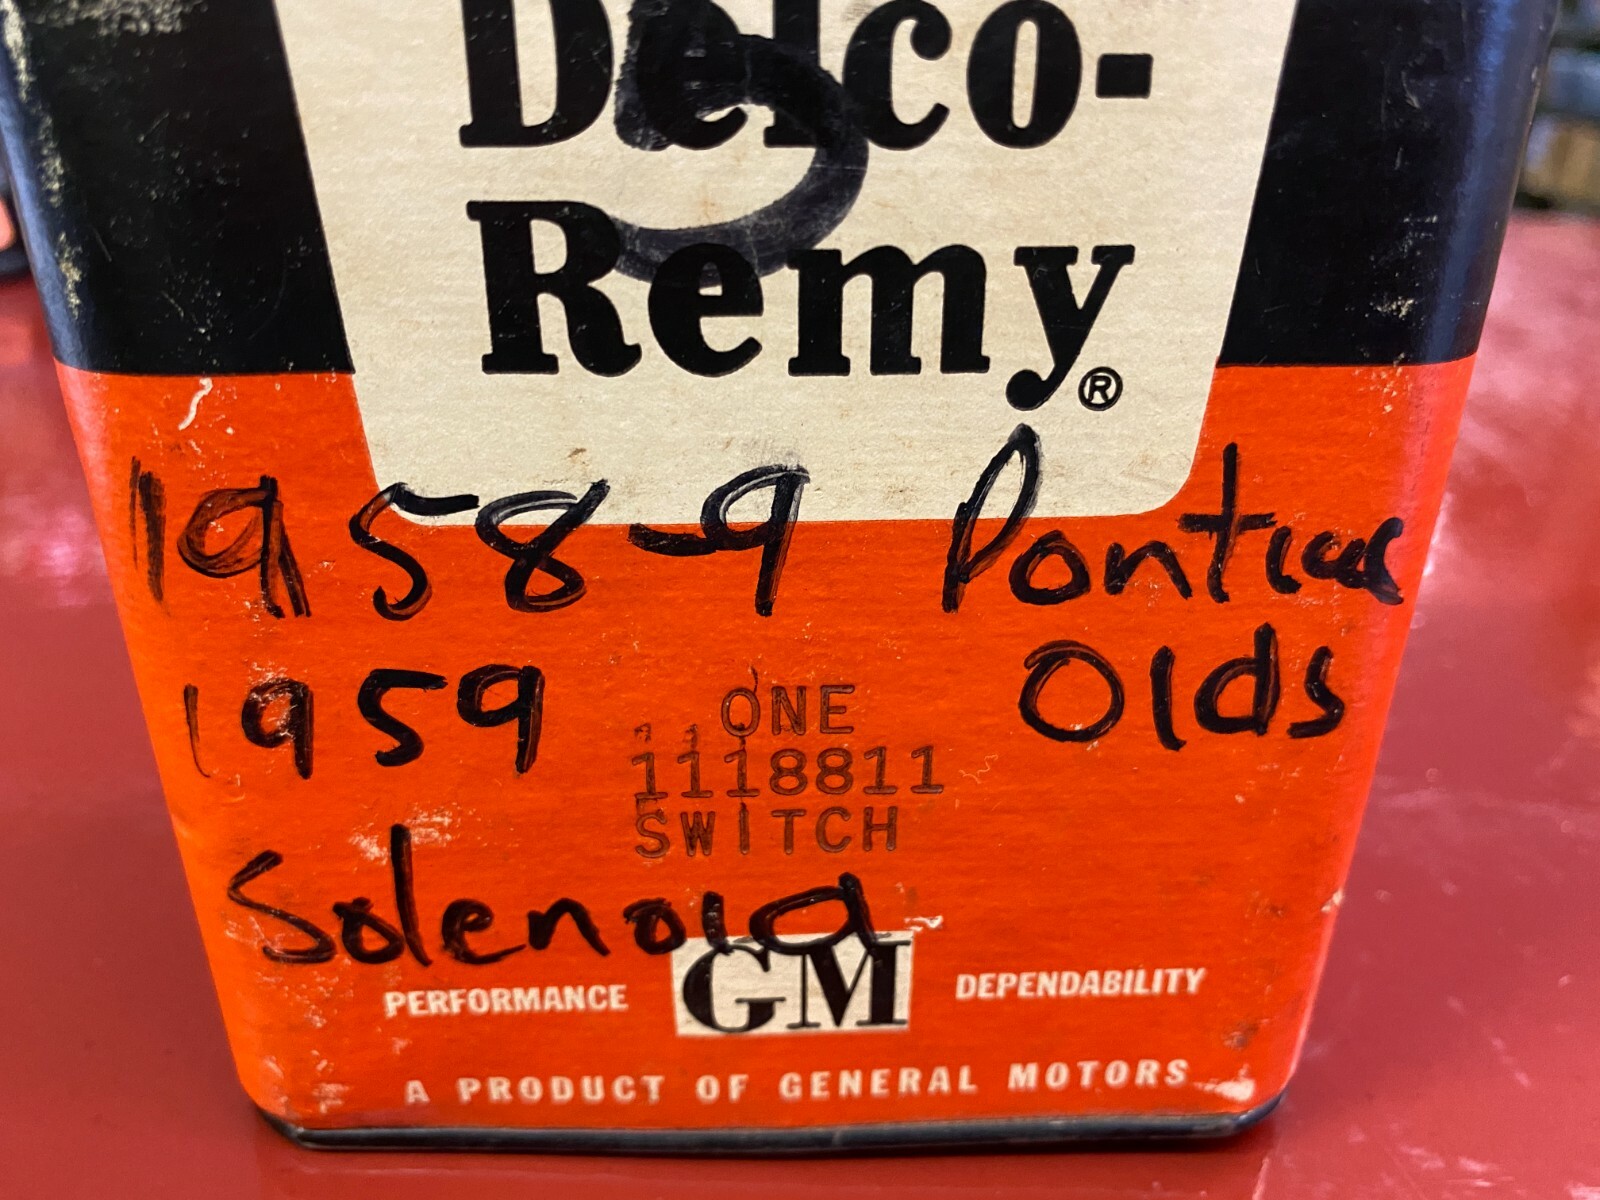 Delco-
Remy®
1958-9 Pontiac
1959 Olds
ONE
1118811
SWITCH
Solenoid
PERFORMANCE GM DEPENDABILITY
A PRODUCT OF GENERAL MOTORS